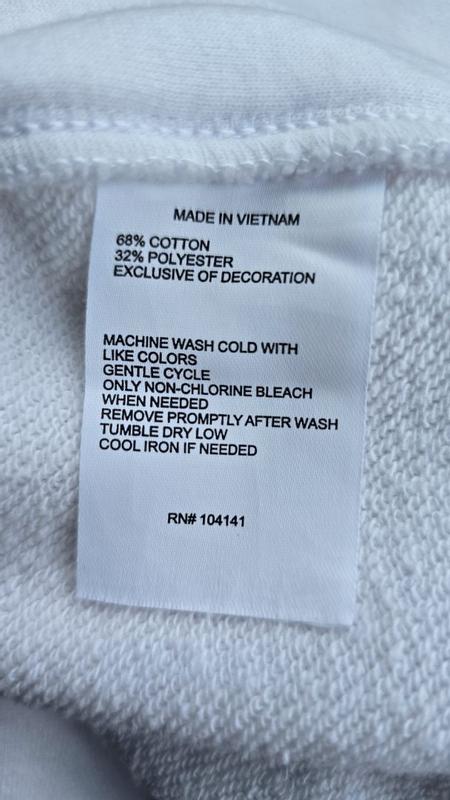 MADE IN VIETNAM
68% COTTON
32% POLYESTER
EXCLUSIVE OF DECORATION
MACHINE WASH COLD WITH
LIKE COLORS
GENTLE CYCLE
ONLY NON-CHLORINE BLEACH
WHEN NEEDED
REMOVE PROMPTLY AFTER WASH
TUMBLE DRY LOW
COOL IRON IF NEEDED
RN# 104141